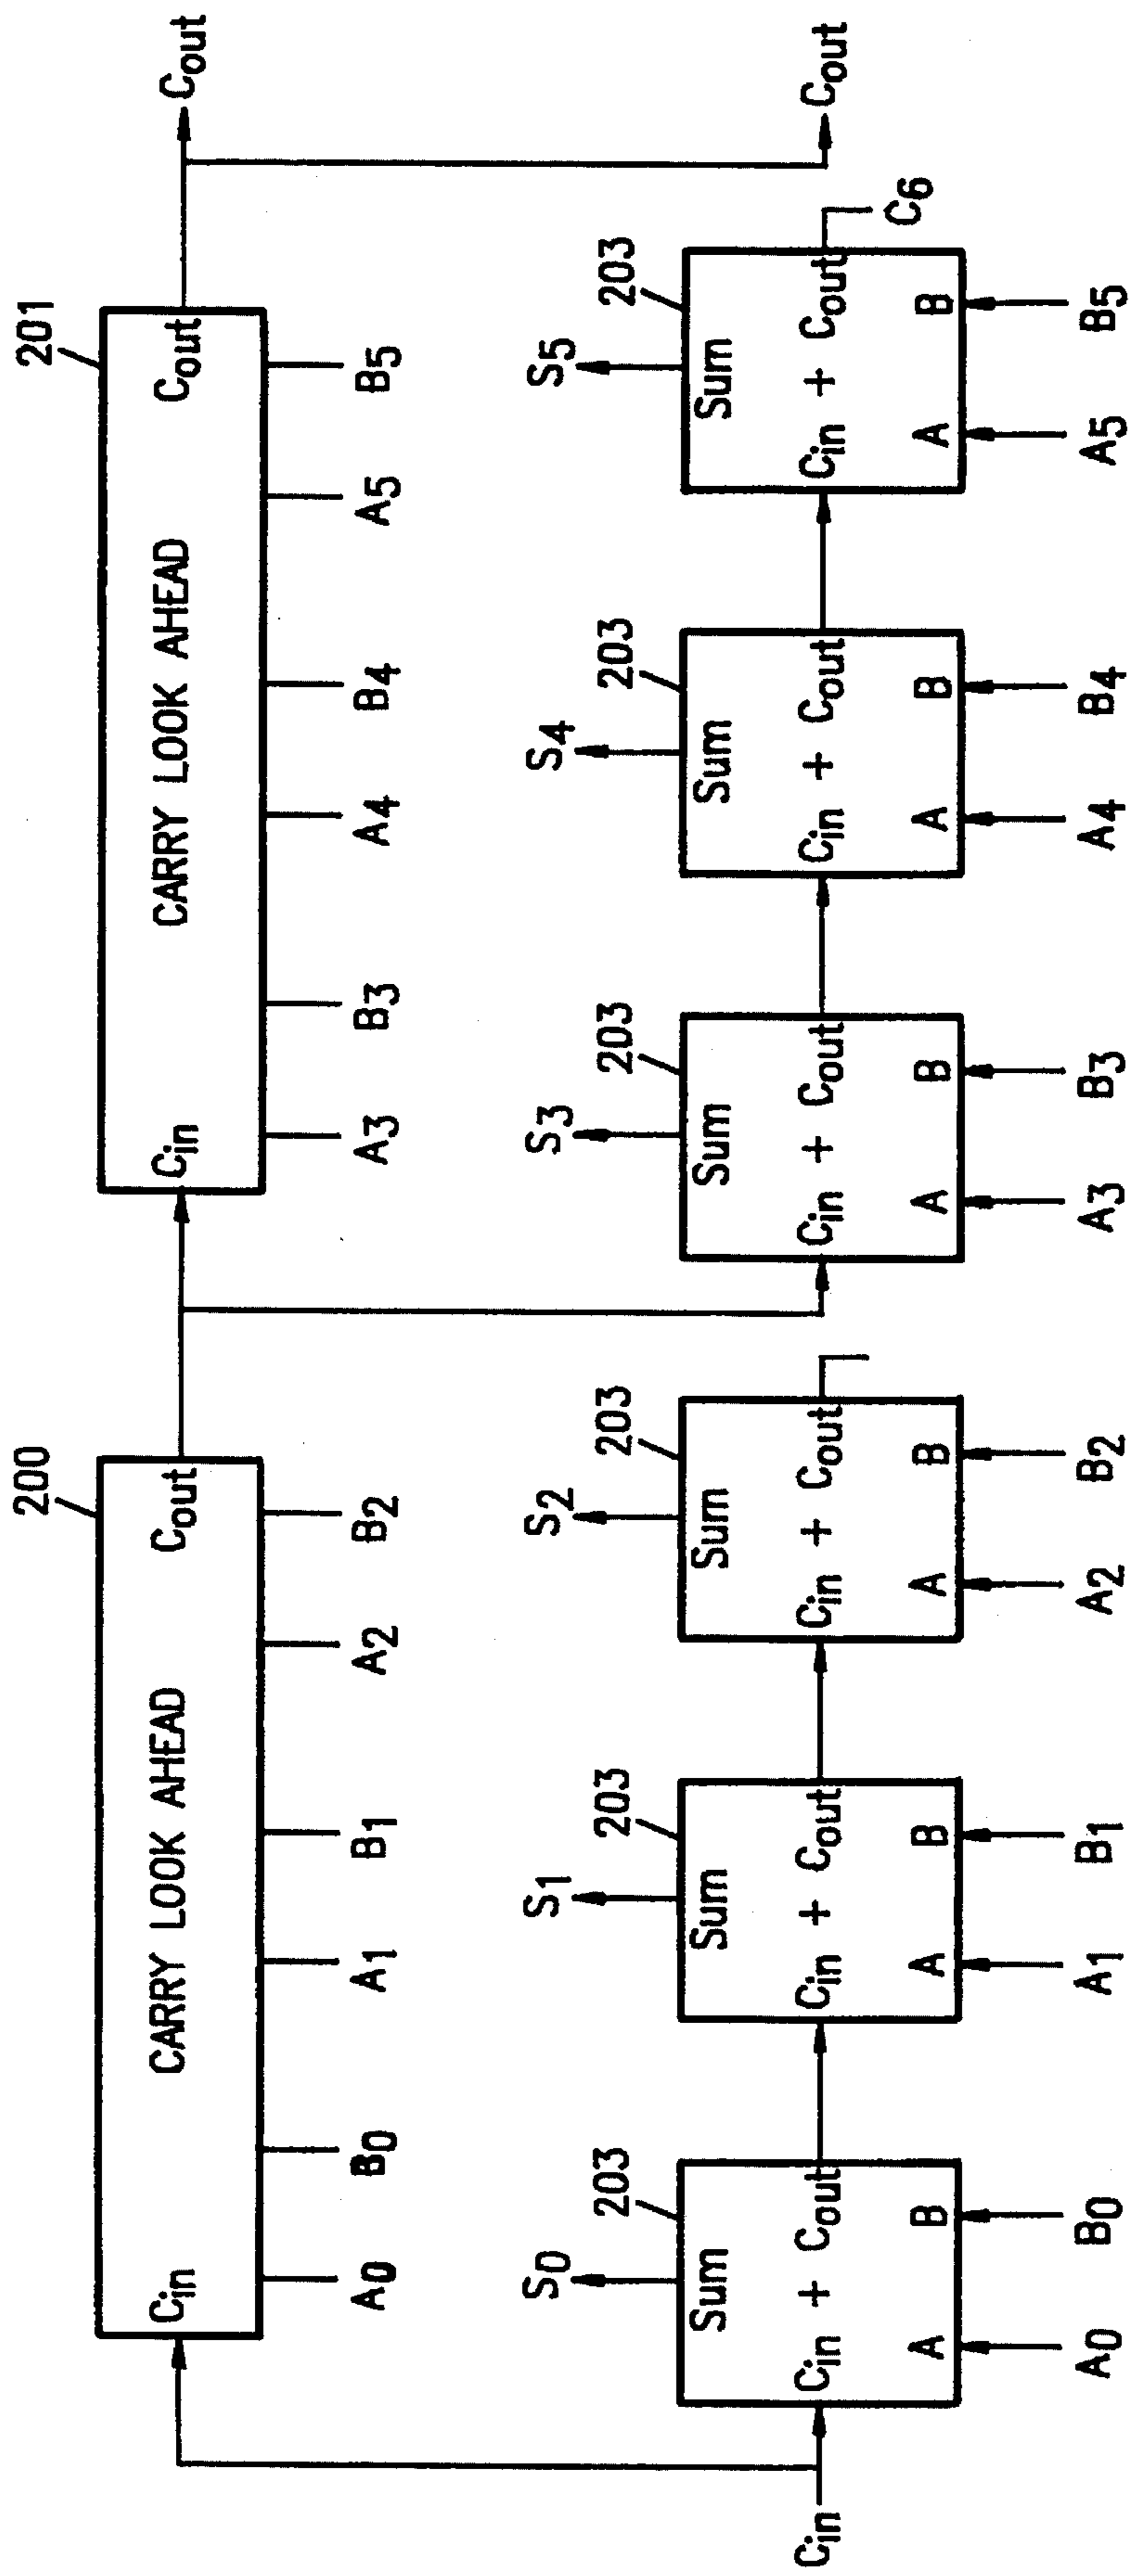 200
201
Cin CARRY LOOK AHEAD Cout
Cin CARRY LOOK AHEAD Cout
Cout
A0 B0 A1 B1 A2 B2
A3 B3 A4 B4 A5 B5
S0 203
S1 203
S2 203
S3 203
S4 203
S5 203
Sum
Sum
Sum
Sum
Sum
Sum
Cin
Cin + Cout
Cin + Cout
Cin + Cout
Cin + Cout
Cin + Cout
Cin + Cout
Cout
C6
A B
A B
A B
A B
A B
A B
A0 B0
A1 B1
A2 B2
A3 B3
A4 B4
A5 B5